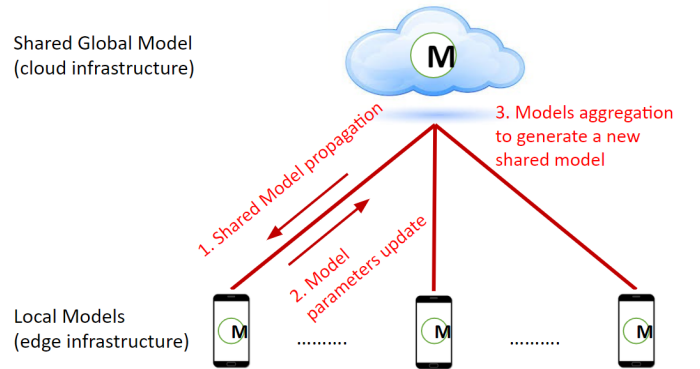 Shared Global Model
(cloud infrastructure)
M
3. Models aggregation
to generate a new
shared model
1. Shared Model propagation
2. Model
parameters update
Local Models
(edge infrastructure)
M
..........
M
..........
M